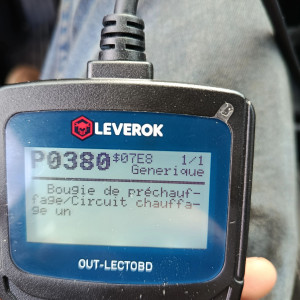 LEVEROK
P0380 $07E8 1/1
Generique
Bougie de préchauf-
fage/Circuit chauffa-
ge un
OUT-LECTOBD